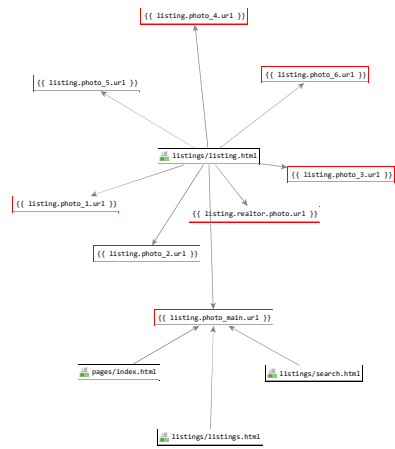 {{ listing.photo_4.url }}
{{ listing.photo_6.url }}
{{ listing.photo_5.url }}
listings/listing.html
{{ listing.photo_3.url }}
{{ listing.photo_1.url }}
{{ listing.realtor.photo.url }}
{{ listing.photo_2.url }}
{{ listing.photo_main.url }}
pages/index.html
listings/search.html
listings/listings.html